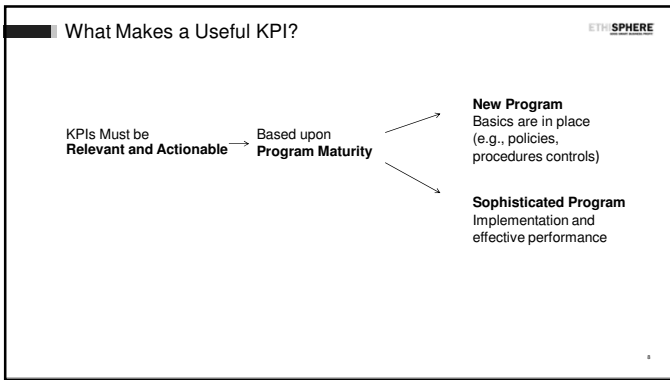 What Makes a Useful KPI?
ETHISPHERE
KPIs Must be
Relevant and Actionable
Based upon
Program Maturity
New Program
Basics are in place
(e.g., policies,
procedures controls)
Sophisticated Program
Implementation and
effective performance
8